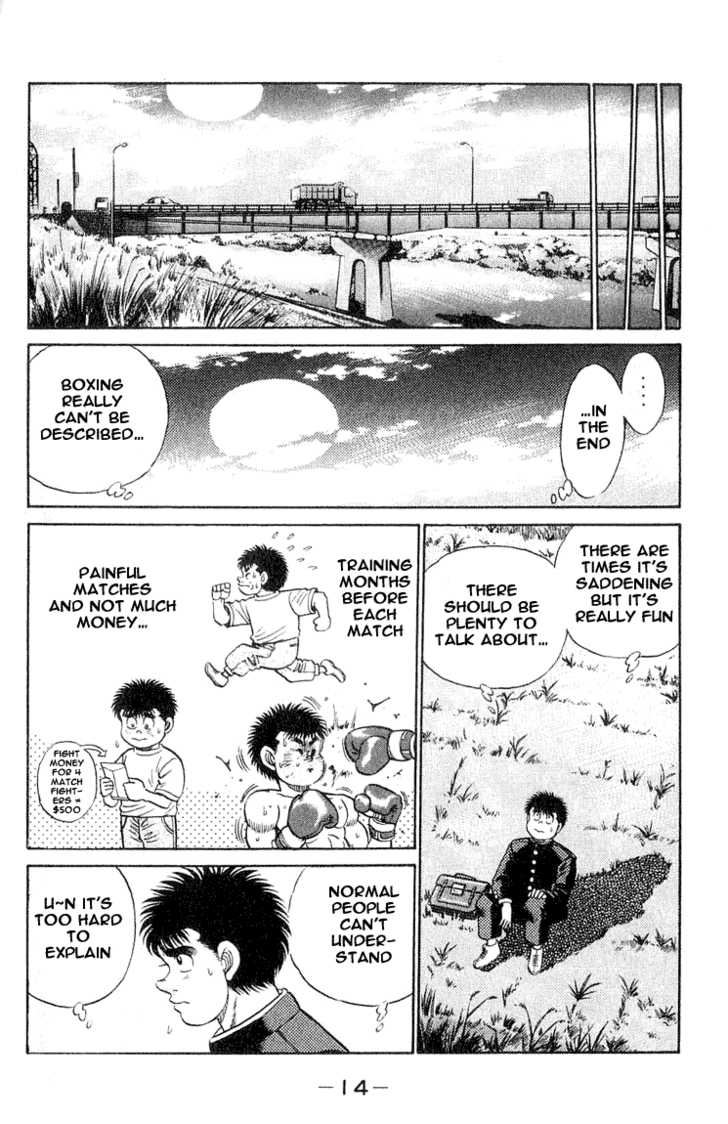 ....
...IN
THE
END
BOXING
REALLY
CAN'T BE
DESCRIBED...
THERE ARE
TIMES IT'S
SADDENING
BUT IT'S
REALLY FUN
THERE
SHOULD BE
PLENTY TO
TALK ABOUT...
TRAINING
MONTHS
BEFORE
EACH
MATCH
PAINFUL
MATCHES
AND NOT MUCH
MONEY...
FIGHT
MONEY
FOR 4
MATCH
FIGHT-
ERS =
$500
NORMAL
PEOPLE
CAN'T
UNDER-
STAND
U~N IT'S
TOO HARD
TO
EXPLAIN
—14—